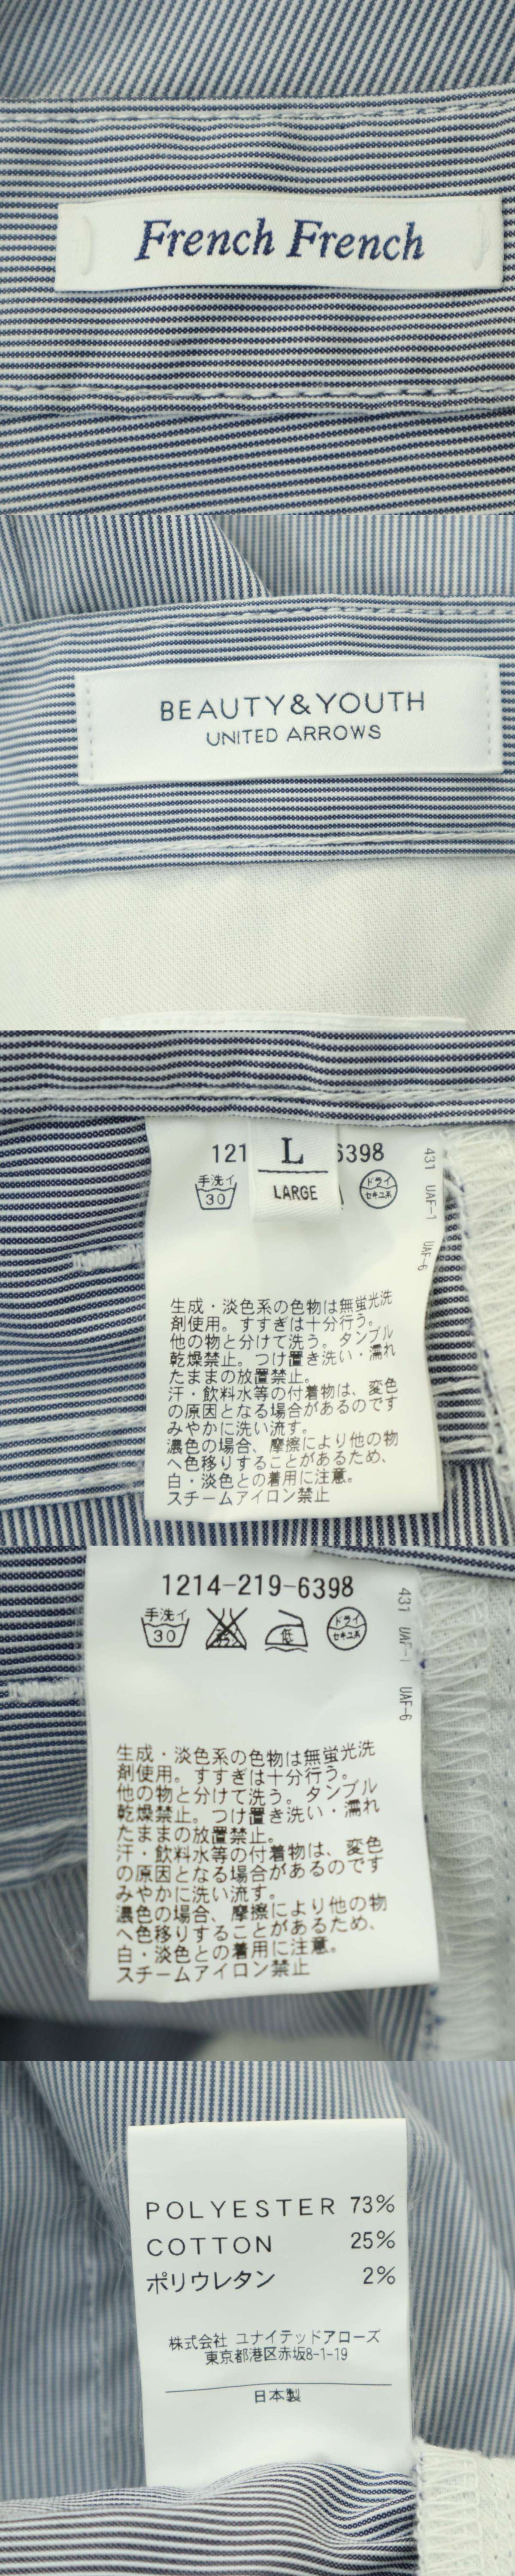 French French
BEAUTY&YOUTH
UNITED ARROWS
121
L
6398
LARGE
手洗イ
30
ドライ
セキユ系
431 UAF-1 UAF-6
生成・淡色系の色物は無蛍光洗
剤使用。すすぎは十分行う。
他の物と分けて洗う。タンブル
乾燥禁止。つけ置き洗い・濡れ
たままの放置禁止。
汗・飲料水等の付着物は、変色
の原因となる場合があるのです
みやかに洗い流す。
濃色の場合、摩擦により他の物
へ色移りすることがあるため、
白・淡色との着用に注意。
スチームアイロン禁止
1214-219-6398
手洗イ
30
低
ドライ
セキユ系
431 UAF-1 UAF-6
生成・淡色系の色物は無蛍光洗
剤使用。すすぎは十分行う。
他の物と分けて洗う。タンブル
乾燥禁止。つけ置き洗い・濡れ
たままの放置禁止。
汗・飲料水等の付着物は、変色
の原因となる場合があるのです
みやかに洗い流す。
濃色の場合、摩擦により他の物
へ色移りすることがあるため、
白・淡色との着用に注意。
スチームアイロン禁止
POLYESTER 73%
COTTON 25%
ポリウレタン 2%
株式会社 ユナイテッドアローズ
東京都港区赤坂8-1-19
日本製